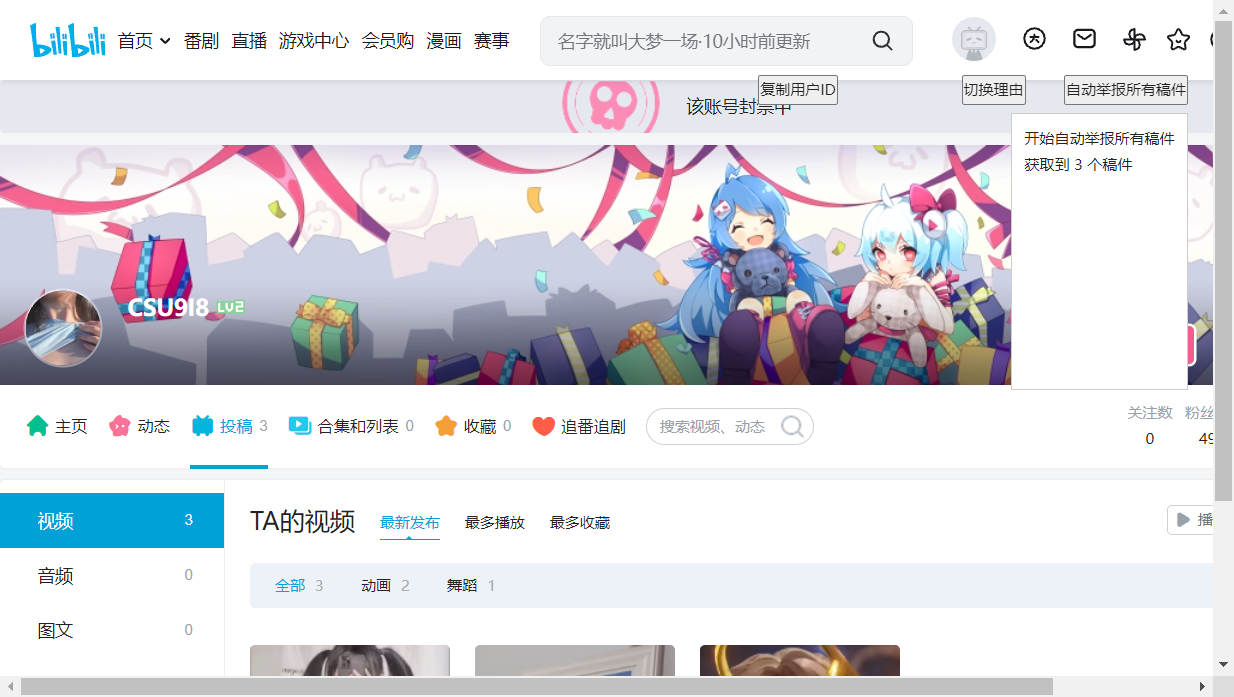 bilibili 首页 番剧 直播 游戏中心 会员购 漫画 赛事 名字就叫大梦一场·10小时前更新
复制用户ID 切换理由 自动举报所有稿件
该账号封禁中
开始自动举报所有稿件
获取到 3 个稿件
CSU9I8 LV2
主页 动态 投稿 3 合集和列表 0 收藏 0 追番追剧 搜索视频、动态 关注数 粉丝
0 49
视频 3
音频 0
图文 0
TA的视频 最新发布 最多播放 最多收藏 播
全部 3 动画 2 舞蹈 1